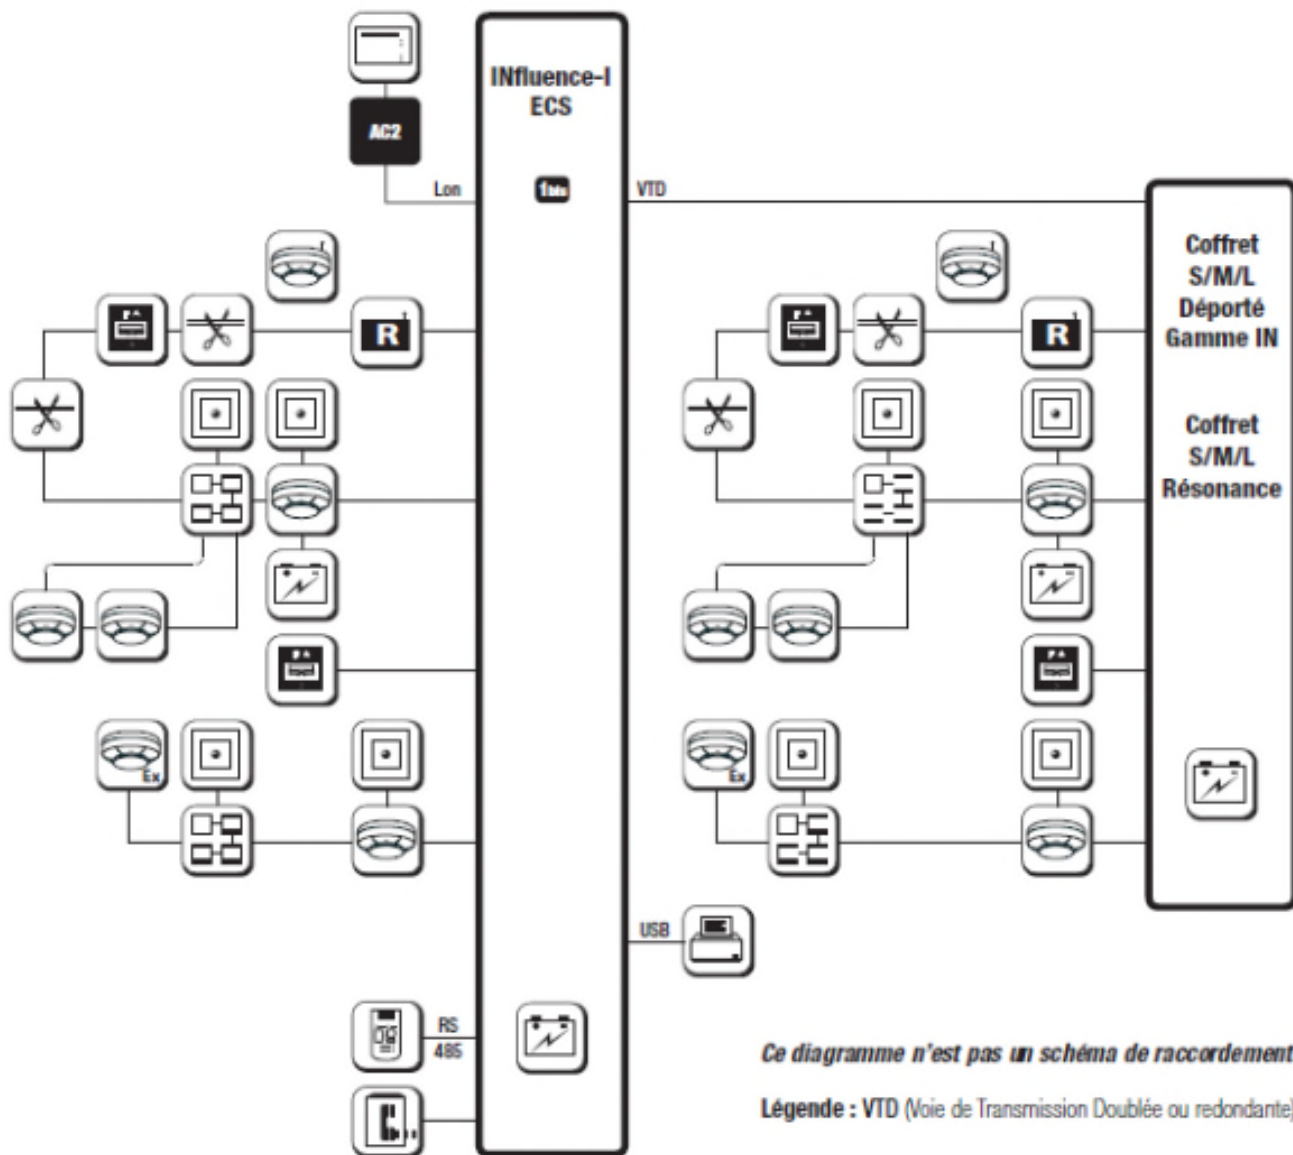 INfluence-I
ECS
AC2
1bis
Lon
VTD
Coffret
S/M/L
Déporté
Gamme IN
R
R
Coffret
S/M/L
Résonance
Ex
Ex
USB
RS
485
Ce diagramme n'est pas un schéma de raccordement
Légende : VTD (Voie de Transmission Doublée ou redondante)